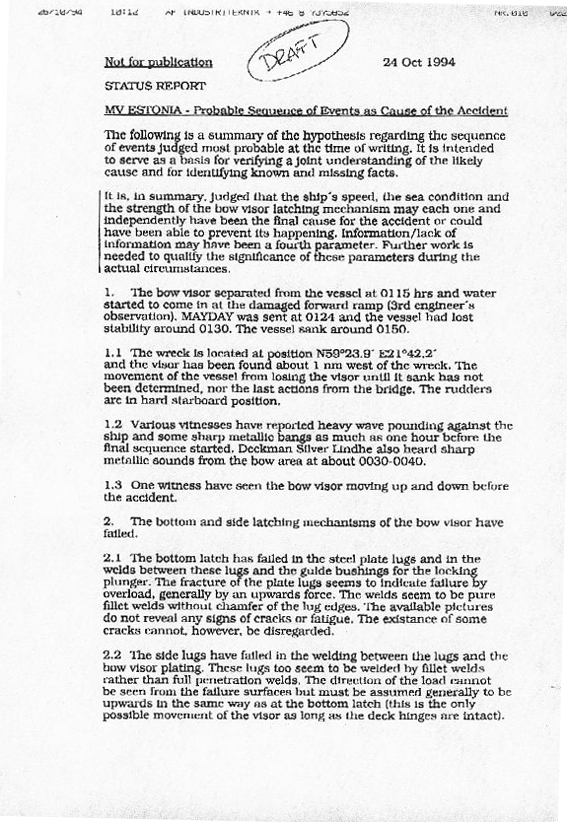 26/10/94 10:12 AF INDUSTRITEKNIK → +46 8 NR.010
DRAFT
Not for publication 24 Oct 1994
STATUS REPORT
MV ESTONIA - Probable Sequence of Events as Cause of the Accident
The following is a summary of the hypothesis regarding the sequence
of events judged most probable at the time of writing. It is intended
to serve as a basis for verifying a joint understanding of the likely
cause and for identifying known and missing facts.
It is, in summary, judged that the ship's speed, the sea condition and
the strength of the bow visor latching mechanism may each one and
independently have been the final cause for the accident or could
have been able to prevent its happening. Information/lack of
information may have been a fourth parameter. Further work is
needed to qualify the significance of these parameters during the
actual circumstances.
1. The bow visor separated from the vessel at 0115 hrs and water
started to come in at the damaged forward ramp (3rd engineer's
observation). MAYDAY was sent at 0124 and the vessel had lost
stability around 0130. The vessel sank around 0150.
1.1 The wreck is located at position N59°23.9' E21°42.2'
and the visor has been found about 1 nm west of the wreck. The
movement of the vessel from losing the visor until it sank has not
been determined, nor the last actions from the bridge. The rudders
are in hard starboard position.
1.2 Various vitnesses have reported heavy wave pounding against the
ship and some sharp metallic bangs as much as one hour before the
final sequence started. Deckman Silver Lindhe also heard sharp
metallic sounds from the bow area at about 0030-0040.
1.3 One witness have seen the bow visor moving up and down before
the accident.
2. The bottom and side latching mechanisms of the bow visor have
failed.
2.1 The bottom latch has failed in the steel plate lugs and in the
welds between these lugs and the guide bushings for the locking
plunger. The fracture of the plate lugs seems to indicate failure by
overload, generally by an upwards force. The welds seem to be pure
fillet welds without chamfer of the lug edges. The available pictures
do not reveal any signs of cracks or fatigue. The existance of some
cracks cannot, however, be disregarded.
2.2 The side lugs have failed in the welding between the lugs and the
bow visor plating. These lugs too seem to be welded by fillet welds
rather than full penetration welds. The direction of the load cannot
be seen from the failure surfaces but must be assumed generally to be
upwards in the same way as at the bottom latch (this is the only
possible movement of the visor as long as the deck hinges are intact).